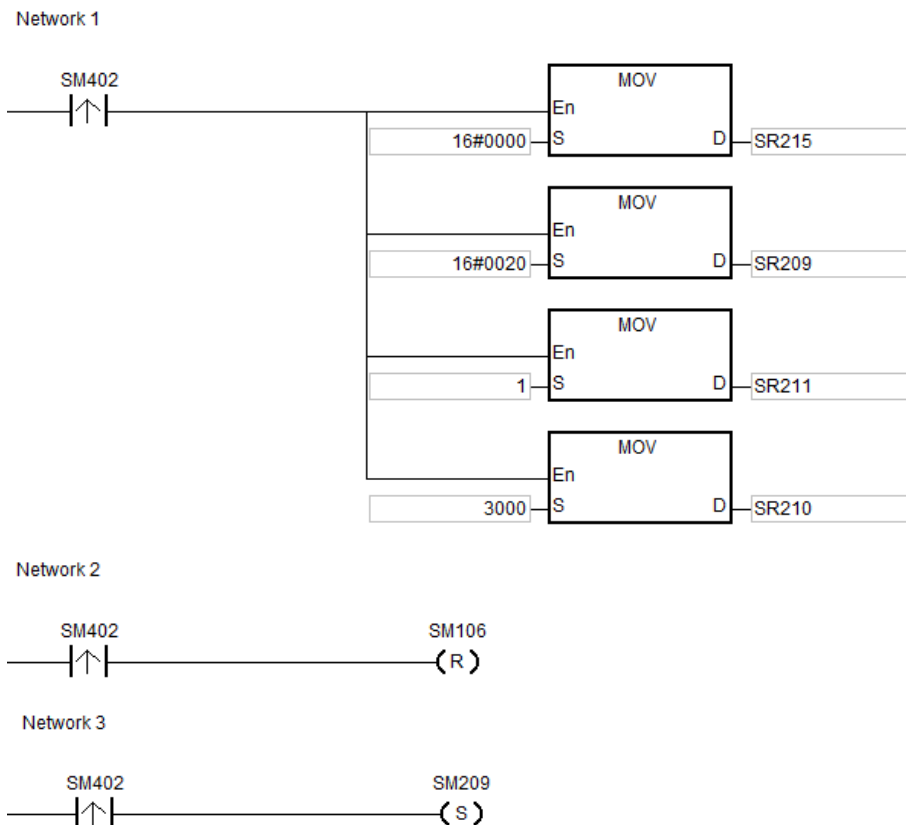 Network 1
SM402
MOV
En
16#0000 S D SR215
MOV
En
16#0020 S D SR209
MOV
En
1 S D SR211
MOV
En
3000 S D SR210
Network 2
SM402 SM106
R
Network 3
SM402 SM209
S